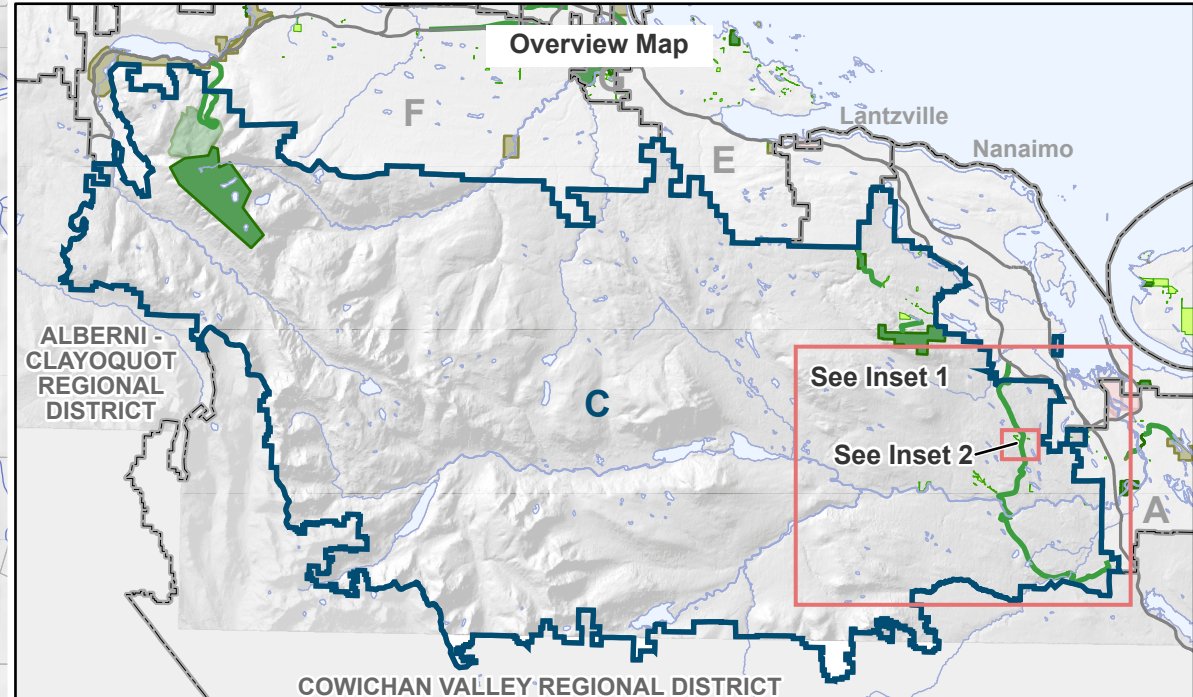 Overview Map
F
G
Lantzville
E
Nanaimo
ALBERNI -
CLAYOQUOT
REGIONAL
DISTRICT
C
See Inset 1
See Inset 2
A
COWICHAN VALLEY REGIONAL DISTRICT